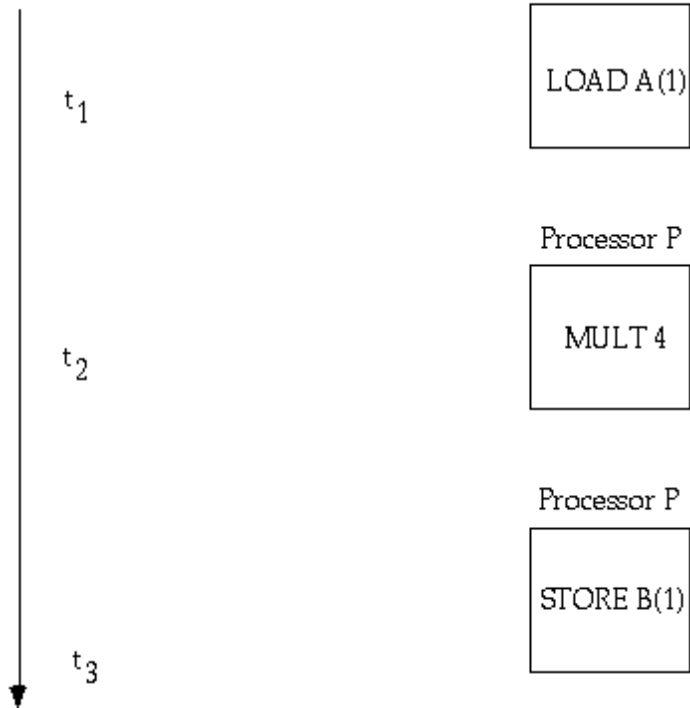 LOAD A(1)
t1
Processor P
MULT 4
t2
Processor P
STORE B(1)
t3